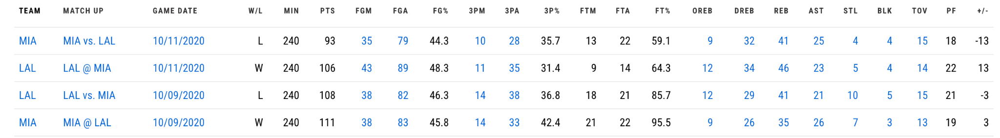 TEAM MATCH UP GAME DATE W/L MIN PTS FGM FGA FG% 3PM 3PA 3P% FTM FTA FT% OREB DREB REB AST STL BLK TOV PF +/-
MIA MIA vs. LAL 10/11/2020 L 240 93 35 79 44.3 10 28 35.7 13 22 59.1 9 32 41 25 4 4 15 18 -13
LAL LAL @ MIA 10/11/2020 W 240 106 43 89 48.3 11 35 31.4 9 14 64.3 12 34 46 23 5 4 14 22 13
LAL LAL vs. MIA 10/09/2020 L 240 108 38 82 46.3 14 38 36.8 18 21 85.7 12 29 41 21 10 5 15 21 -3
MIA MIA @ LAL 10/09/2020 W 240 111 38 83 45.8 14 33 42.4 21 22 95.5 9 26 35 26 7 3 13 19 3